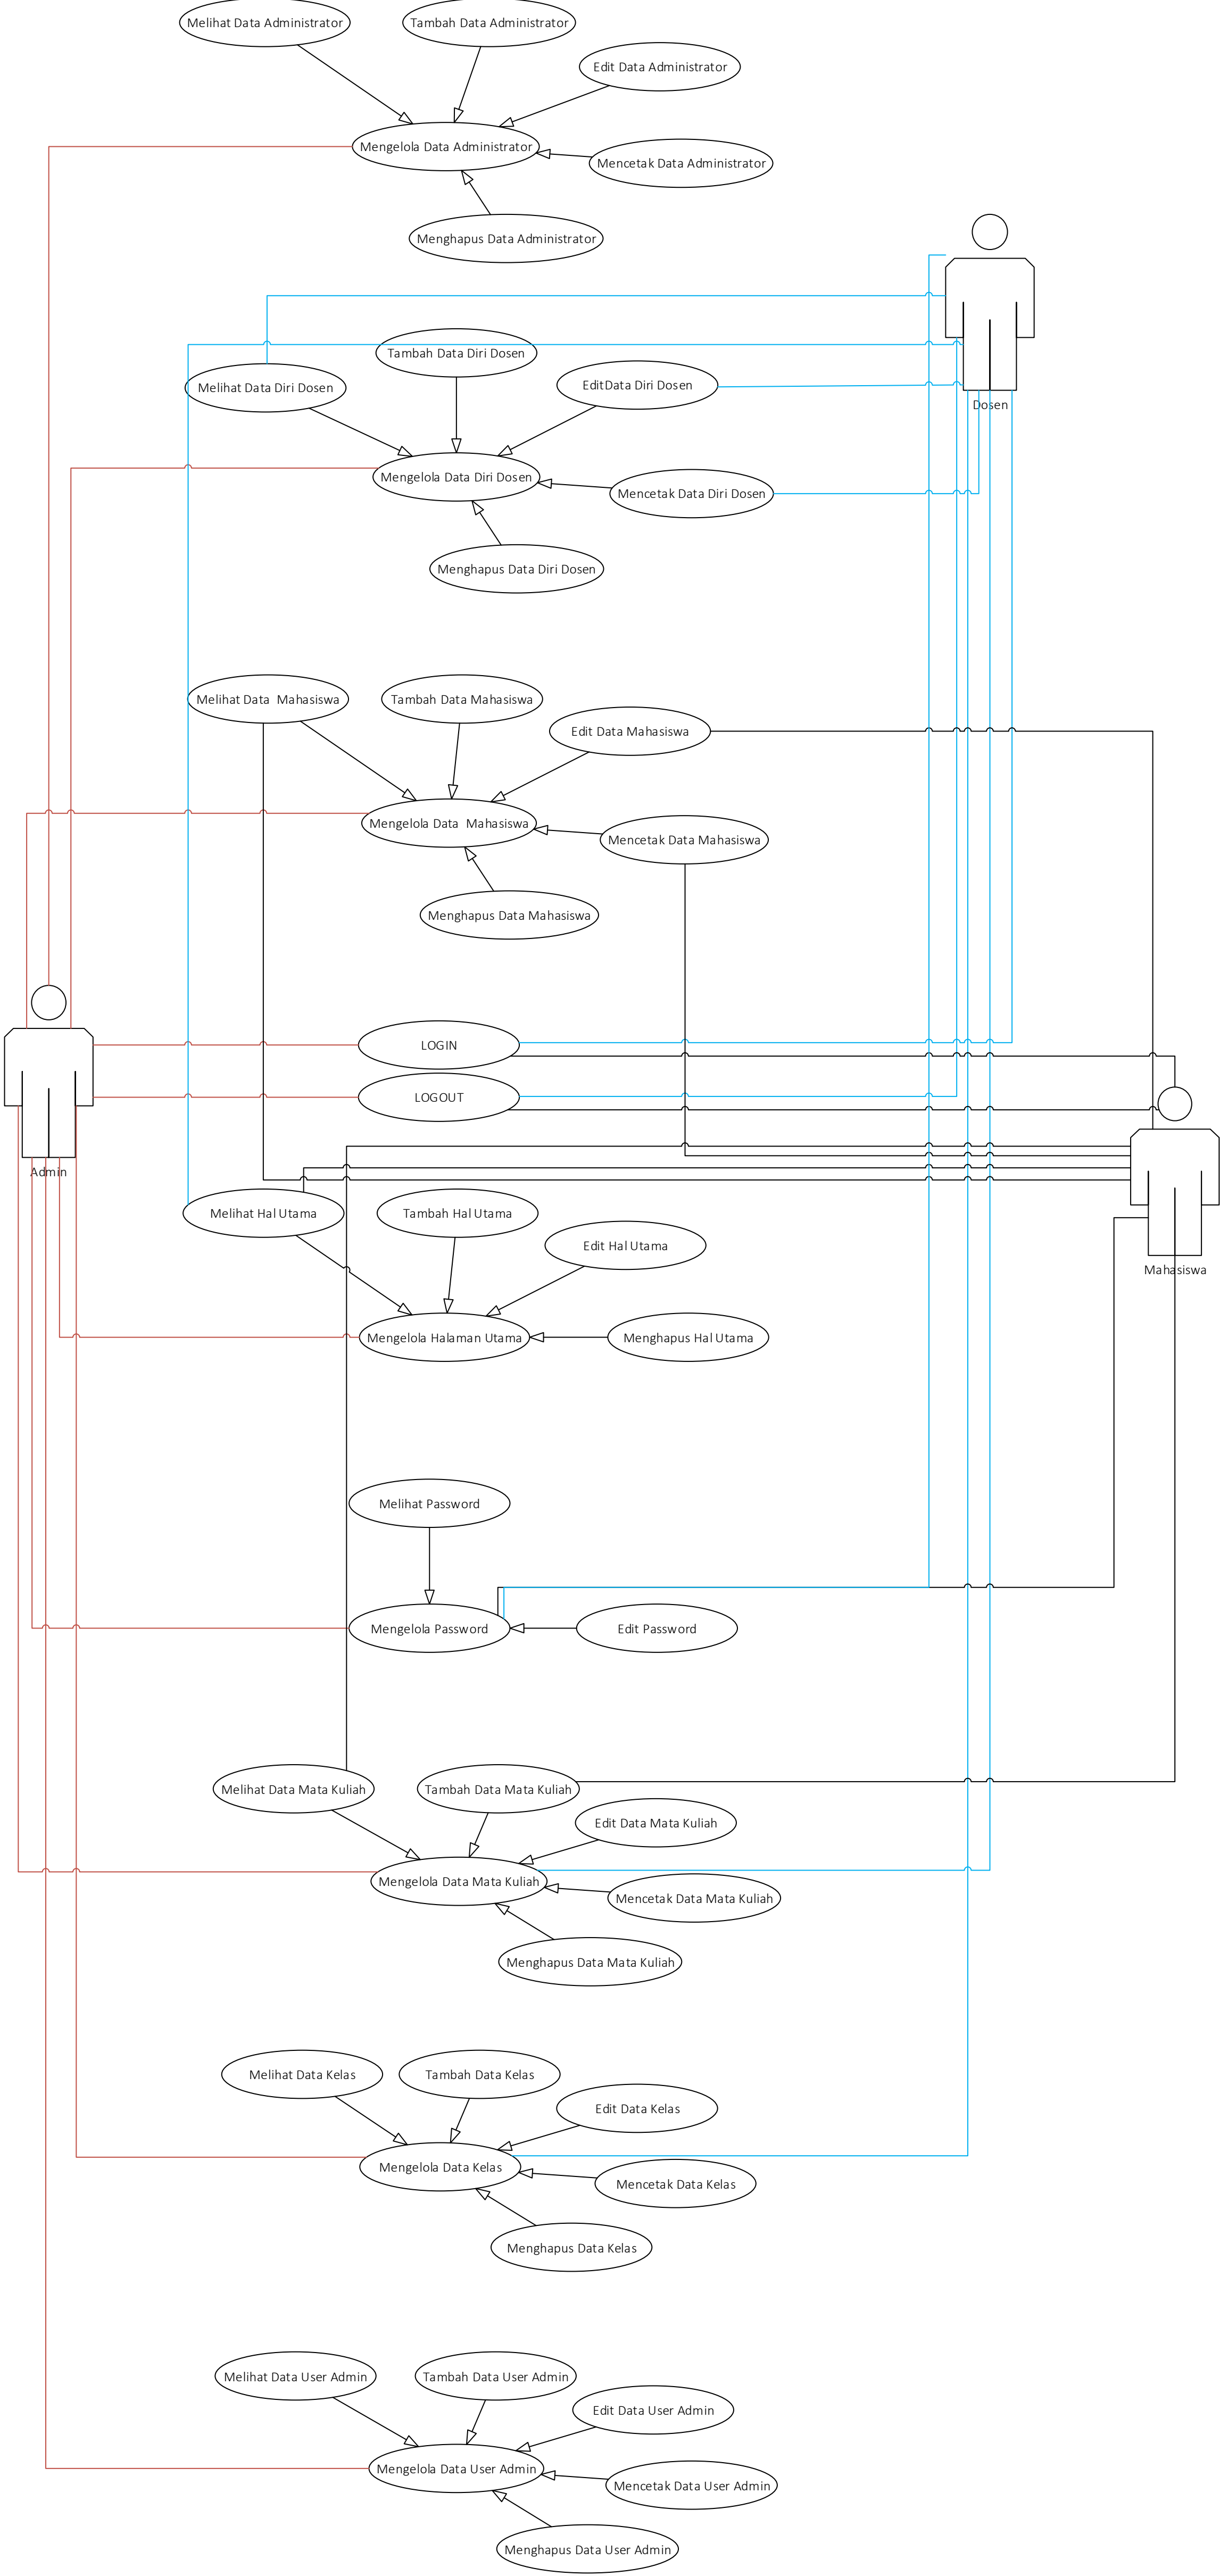 Melihat Data Administrator
Tambah Data Administrator
Edit Data Administrator
Mengelola Data Administrator
Mencetak Data Administrator
Menghapus Data Administrator
Tambah Data Diri Dosen
Melihat Data Diri Dosen
EditData Diri Dosen
Dosen
Mengelola Data Diri Dosen
Mencetak Data Diri Dosen
Menghapus Data Diri Dosen
Melihat Data  Mahasiswa
Tambah Data Mahasiswa
Edit Data Mahasiswa
Mengelola Data  Mahasiswa
Mencetak Data Mahasiswa
Menghapus Data Mahasiswa
LOGIN
LOGOUT
Admin
Melihat Hal Utama
Tambah Hal Utama
Edit Hal Utama
Mahasiswa
Mengelola Halaman Utama
Menghapus Hal Utama
Melihat Password
Mengelola Password
Edit Password
Melihat Data Mata Kuliah
Tambah Data Mata Kuliah
Edit Data Mata Kuliah
Mengelola Data Mata Kuliah
Mencetak Data Mata Kuliah
Menghapus Data Mata Kuliah
Melihat Data Kelas
Tambah Data Kelas
Edit Data Kelas
Mengelola Data Kelas
Mencetak Data Kelas
Menghapus Data Kelas
Melihat Data User Admin
Tambah Data User Admin
Edit Data User Admin
Mengelola Data User Admin
Mencetak Data User Admin
Menghapus Data User Admin